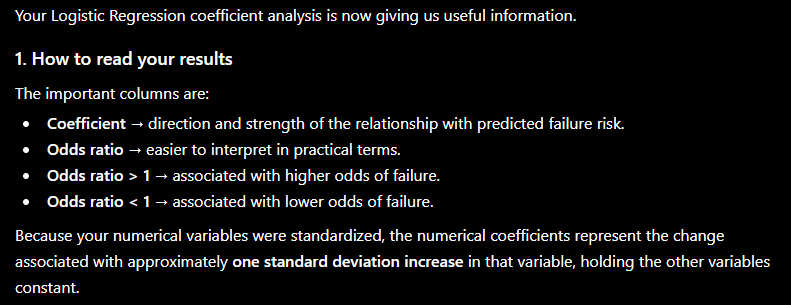 Your Logistic Regression coefficient analysis is now giving us useful information.
1. How to read your results
The important columns are:
• Coefficient → direction and strength of the relationship with predicted failure risk.
• Odds ratio → easier to interpret in practical terms.
• Odds ratio > 1 → associated with higher odds of failure.
• Odds ratio < 1 → associated with lower odds of failure.
Because your numerical variables were standardized, the numerical coefficients represent the change
associated with approximately one standard deviation increase in that variable, holding the other variables
constant.